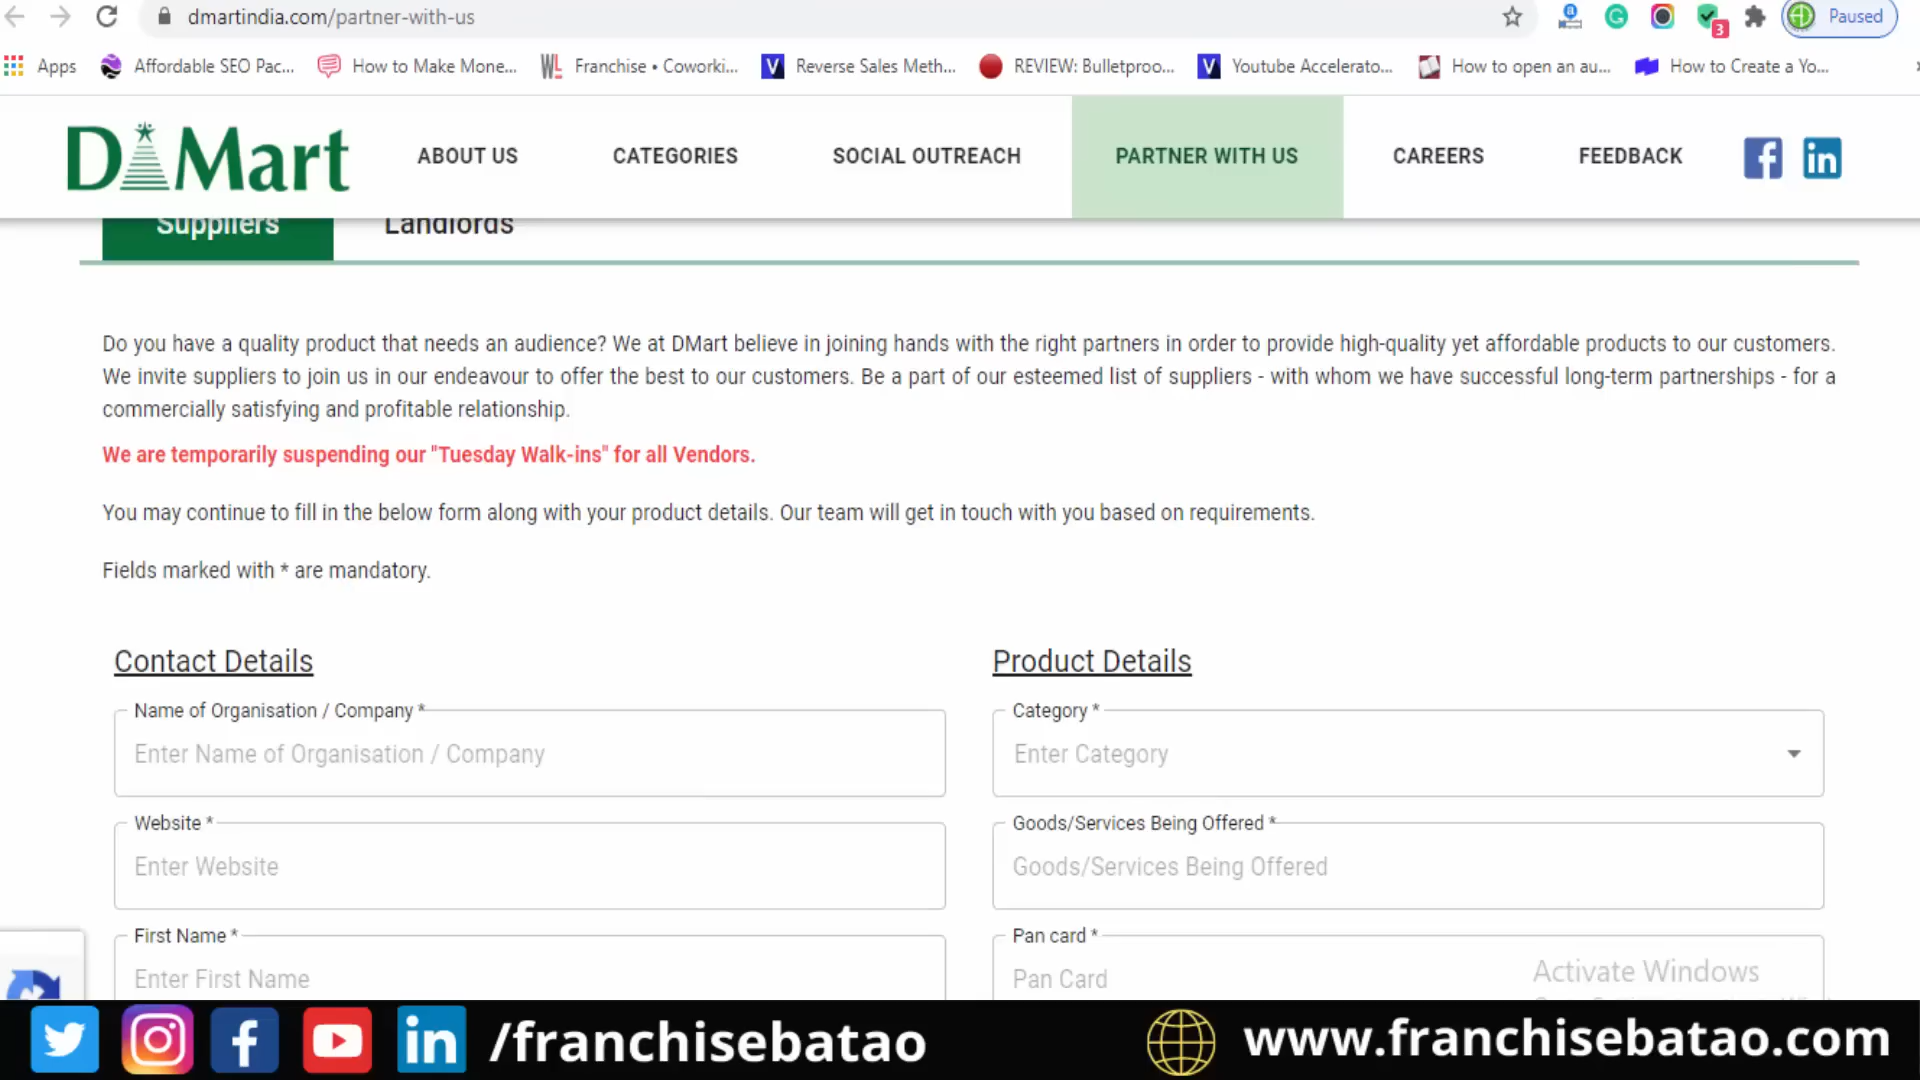 dmartindia.com/partner-with-us
3
Paused
Apps
Affordable SEO Pac...
How to Make Mone...
WL
Franchise • Coworki...
V
Reverse Sales Meth...
REVIEW: Bulletproo...
V
Youtube Accelerato...
How to open an au...
How to Create a Yo...
DMart
ABOUT US
CATEGORIES
SOCIAL OUTREACH
PARTNER WITH US
CAREERS
FEEDBACK
Suppliers
Landlords
Do you have a quality product that needs an audience? We at DMart believe in joining hands with the right partners in order to provide high-quality yet affordable products to our customers.
We invite suppliers to join us in our endeavour to offer the best to our customers. Be a part of our esteemed list of suppliers - with whom we have successful long-term partnerships - for a
commercially satisfying and profitable relationship.
We are temporarily suspending our "Tuesday Walk-ins" for all Vendors.
You may continue to fill in the below form along with your product details. Our team will get in touch with you based on requirements.
Fields marked with * are mandatory.
Contact Details
Name of Organisation / Company *
Enter Name of Organisation / Company
Website *
Enter Website
First Name *
Enter First Name
Product Details
Category *
Enter Category
Goods/Services Being Offered *
Goods/Services Being Offered
Pan card *
Pan Card
Activate Windows
/franchisebatao
www.franchisebatao.com